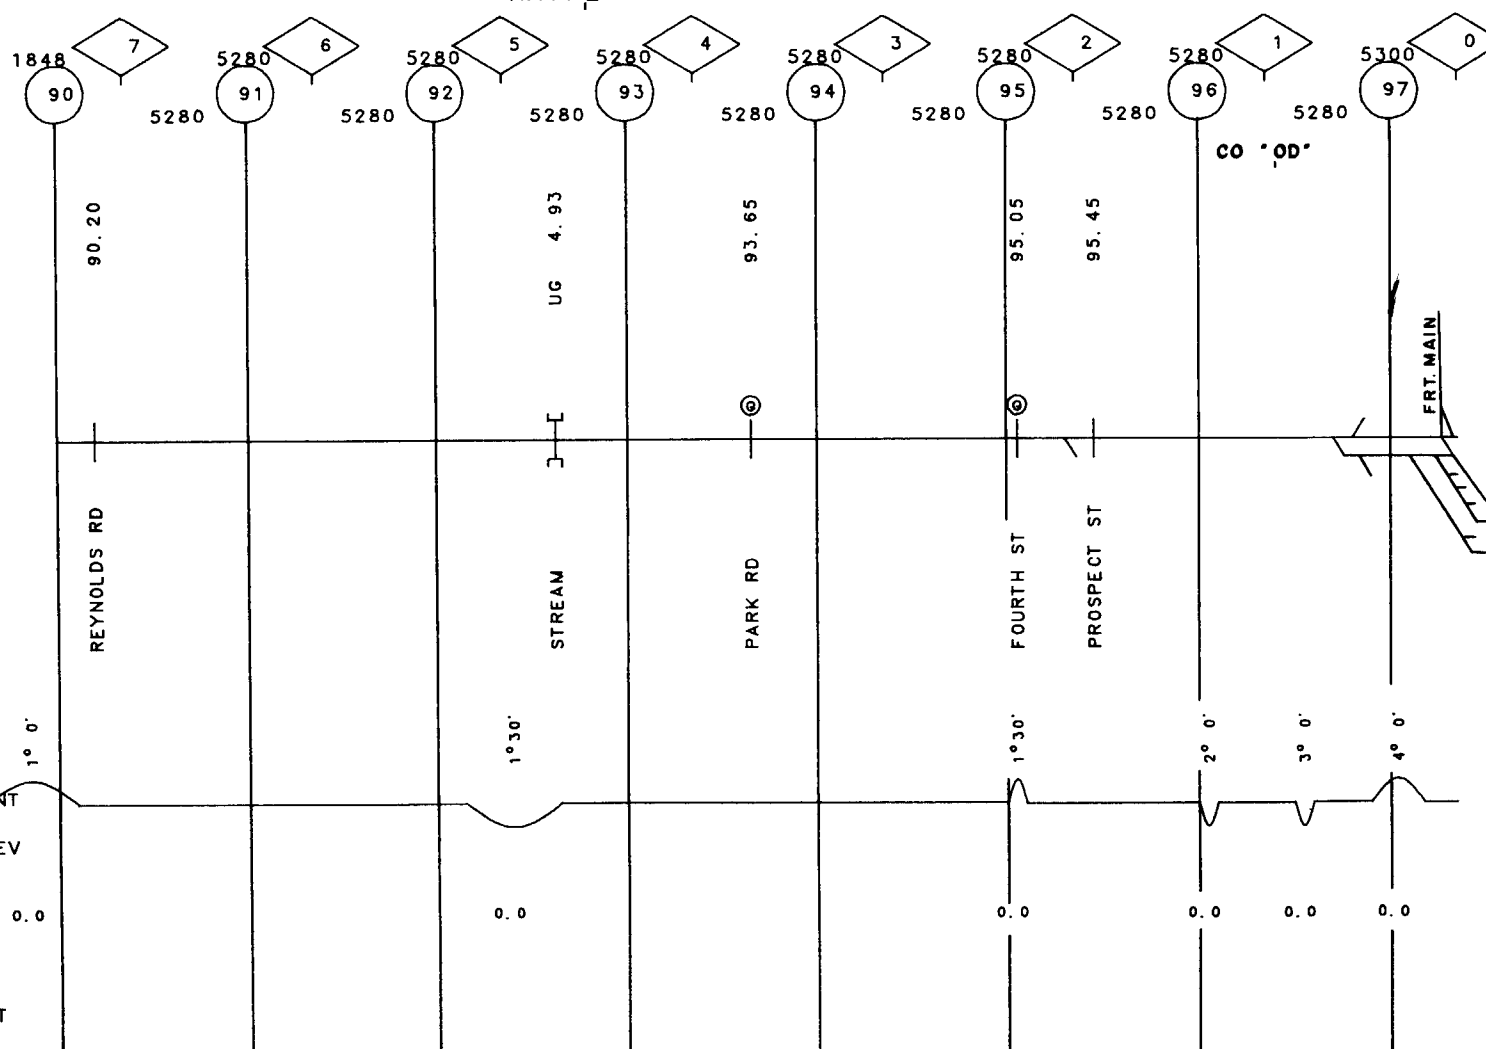 7 6 5 4 3 2 1 0
1848 5280 5280 5280 5280 5280 5280 5300
90 91 92 93 94 95 96 97
5280 5280 5280 5280 5280 5280 5280
CO "OD"
90.20
UG 4.93
93.65
95.05
95.45
FRT. MAIN
REYNOLDS RD
STREAM
PARK RD
FOURTH ST
PROSPECT ST
1° 0' 1°30' 1°30' 2° 0' 3° 0' 4° 0'
NT
EV
0.0 0.0 0.0 0.0 0.0 0.0
T